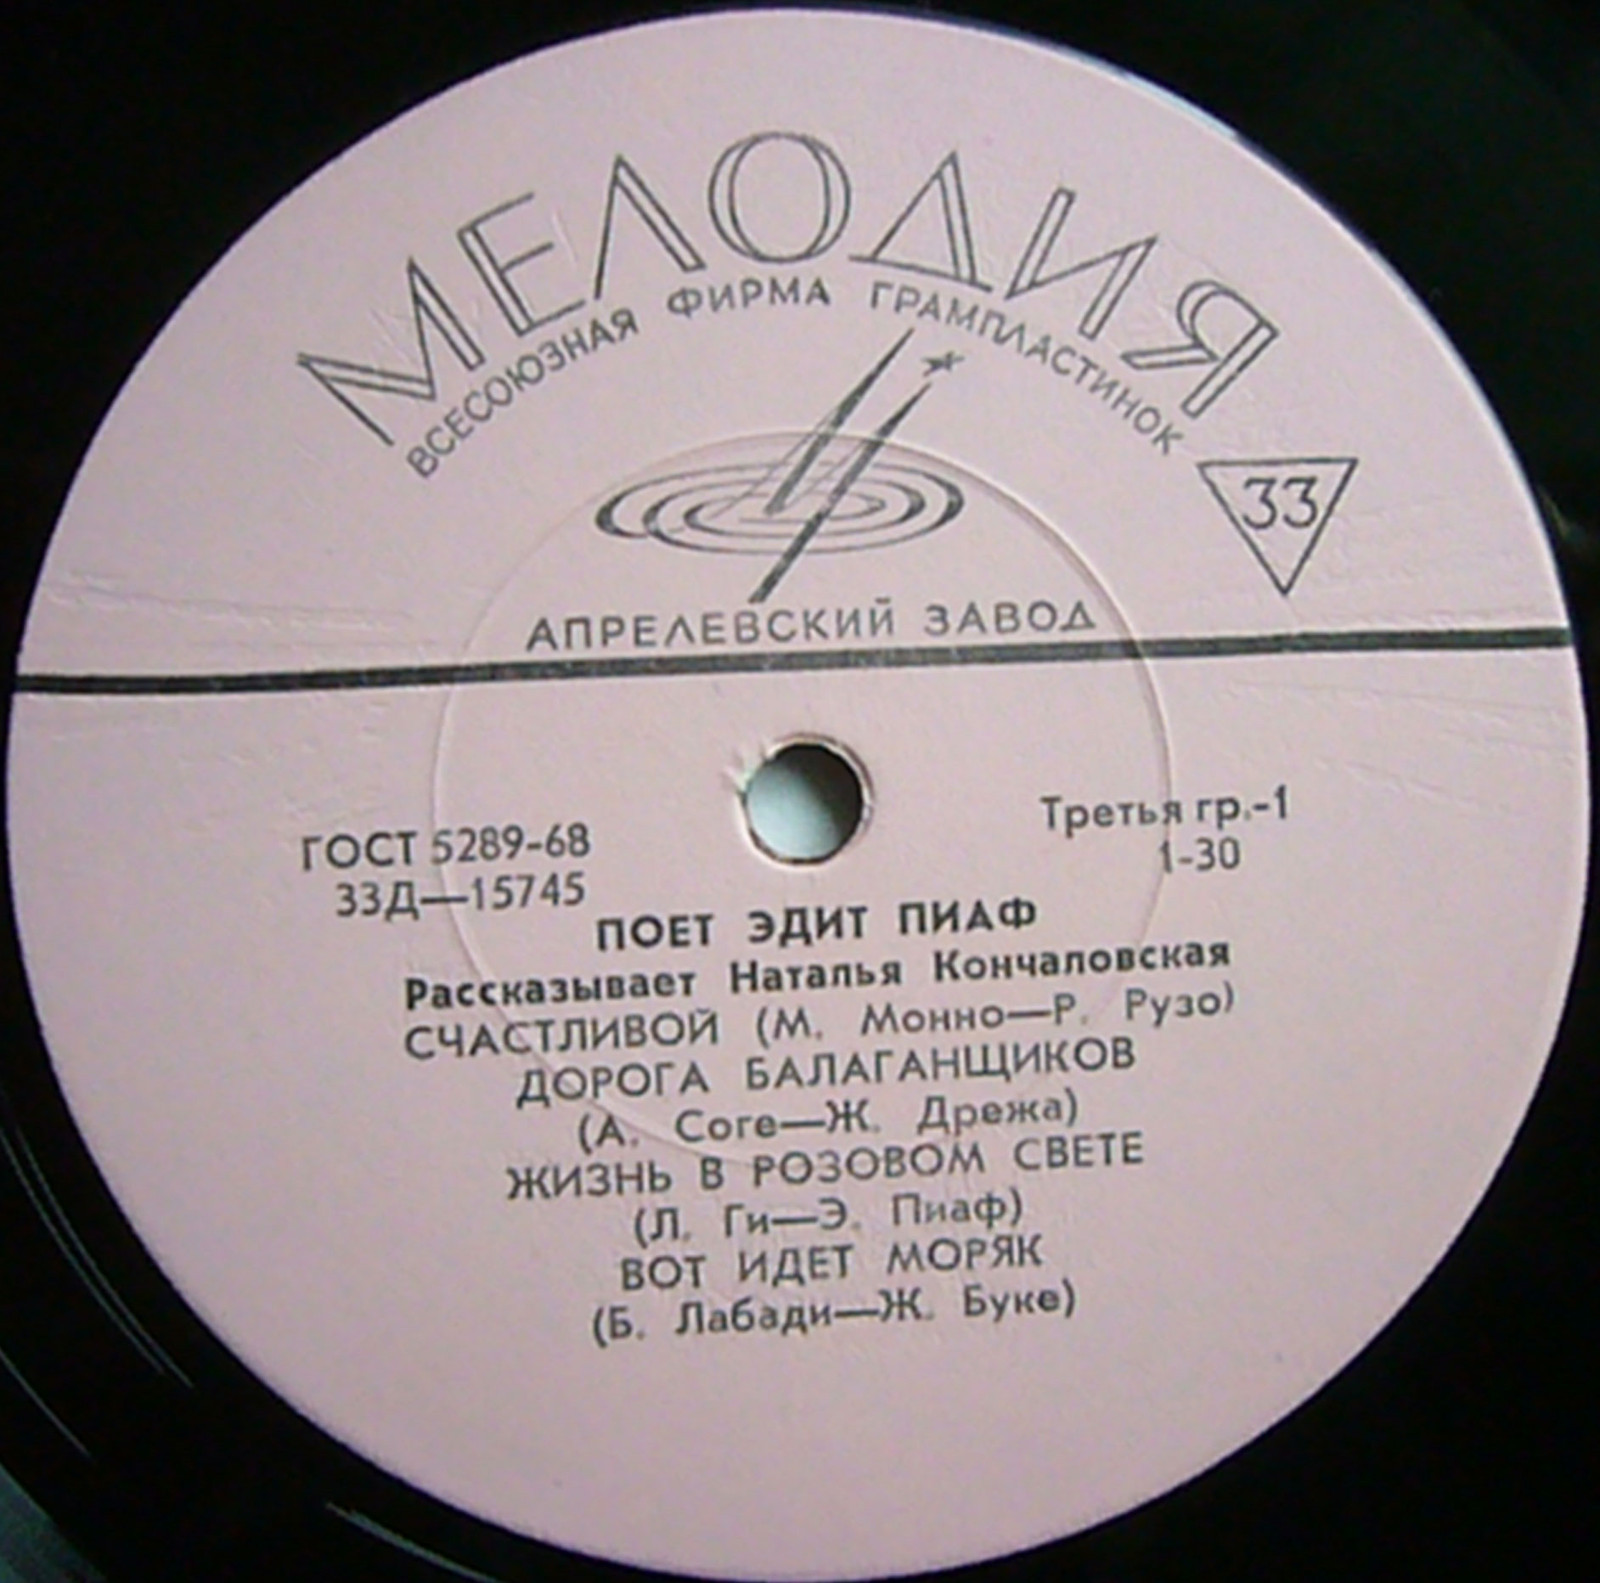 МЕЛОДИЯ
ВСЕСОЮЗНАЯ ФИРМА ГРАМПЛАСТИНОК
33
АПРЕЛЕВСКИЙ ЗАВОД
ГОСТ 5289-68
33Д—15745
Третья гр.-1
1-30
ПОЕТ ЭДИТ ПИАФ
Рассказывает Наталья Кончаловская
СЧАСТЛИВОЙ (М. Монно—Р. Рузо)
ДОРОГА БАЛАГАНЩИКОВ
(А. Соге—Ж. Дрежа)
ЖИЗНЬ В РОЗОВОМ СВЕТЕ
(Л. Ги—Э. Пиаф)
ВОТ ИДЕТ МОРЯК
(Б. Лабади—Ж. Буке)